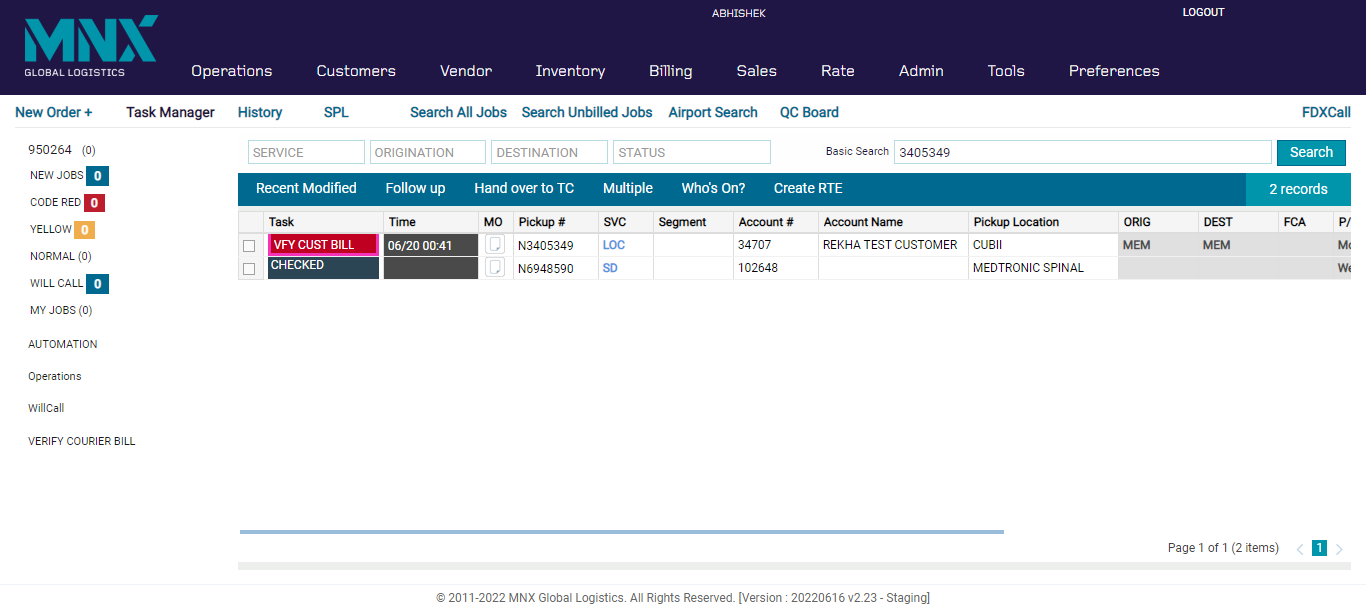 ABHISHEK
LOGOUT
MNX
GLOBAL LOGISTICS
Operations Customers Vendor Inventory Billing Sales Rate Admin Tools Preferences
New Order + Task Manager History SPL Search All Jobs Search Unbilled Jobs Airport Search QC Board FDXCall
950264 (0)
SERVICE ORIGINATION DESTINATION STATUS Basic Search 3405349 Search
NEW JOBS 0
Recent Modified Follow up Hand over to TC Multiple Who's On? Create RTE 2 records
CODE RED 0
YELLOW 0
Task Time MO Pickup # SVC Segment Account # Account Name Pickup Location ORIG DEST FCA P/
VFY CUST BILL 06/20 00:41 N3405349 LOC 34707 REKHA TEST CUSTOMER CUBII MEM MEM Mo
CHECKED N6948590 SD 102648 MEDTRONIC SPINAL We
NORMAL (0)
WILL CALL 0
MY JOBS (0)
AUTOMATION
Operations
WillCall
VERIFY COURIER BILL
Page 1 of 1 (2 items) 1
© 2011-2022 MNX Global Logistics. All Rights Reserved. [Version : 20220616 v2.23 - Staging]